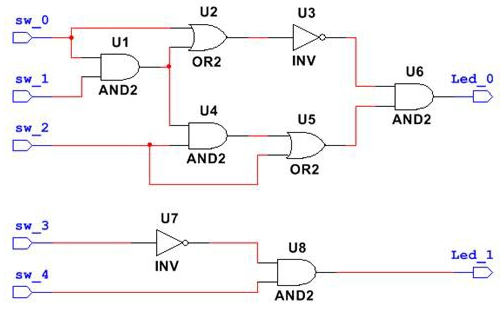 sw_0
U1
U2
U3
OR2
INV
U6
Led_0
sw_1
AND2
AND2
sw_2
U4
U5
AND2
OR2
sw_3
U7
INV
U8
Led_1
sw_4
AND2